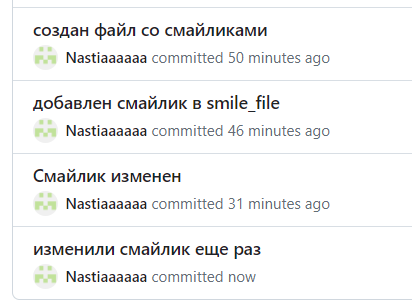 создан файл со смайликами
Nastiaaaaaa committed 50 minutes ago
добавлен смайлик в smile_file
Nastiaaaaaa committed 46 minutes ago
Смайлик изменен
Nastiaaaaaa committed 31 minutes ago
изменили смайлик еще раз
Nastiaaaaaa committed now